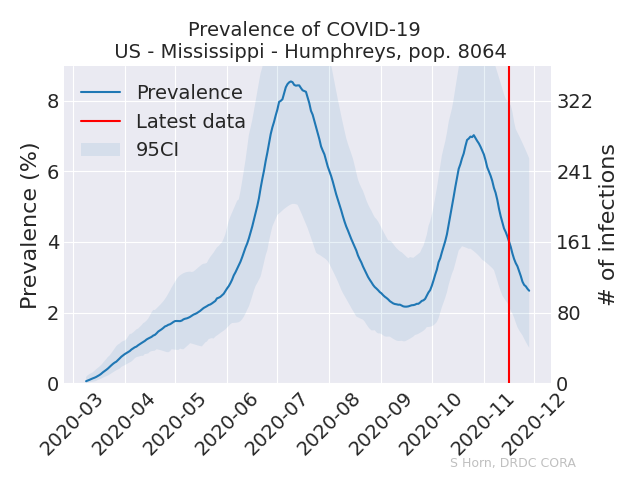 Prevalence of COVID-19
US - Mississippi - Humphreys, pop. 8064
Prevalence
Latest data
95CI
Prevalence (%)
8
6
4
2
0
322
241
161
80
0
# of infections
2020-03
2020-04
2020-05
2020-06
2020-07
2020-08
2020-09
2020-10
2020-11
2020-12
S Horn, DRDC CORA